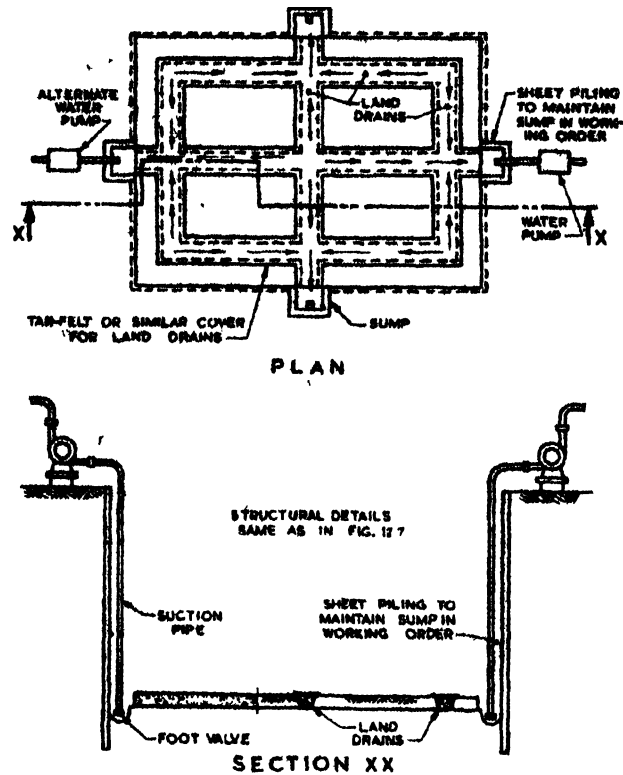 ALTERNATE
WATER
PUMP
LAND
DRAINS
SHEET PILING
TO MAINTAIN
SUMP IN WORK-
ING ORDER
X
WATER
PUMP
X
TAR-FELT OR SIMILAR COVER
FOR LAND DRAINS
SUMP
PLAN
STRUCTURAL DETAILS
SAME AS IN FIG.
SUCTION
PIPE
SHEET PILING TO
MAINTAIN SUMP IN
WORKING ORDER
FOOT VALVE
LAND
DRAINS
SECTION XX